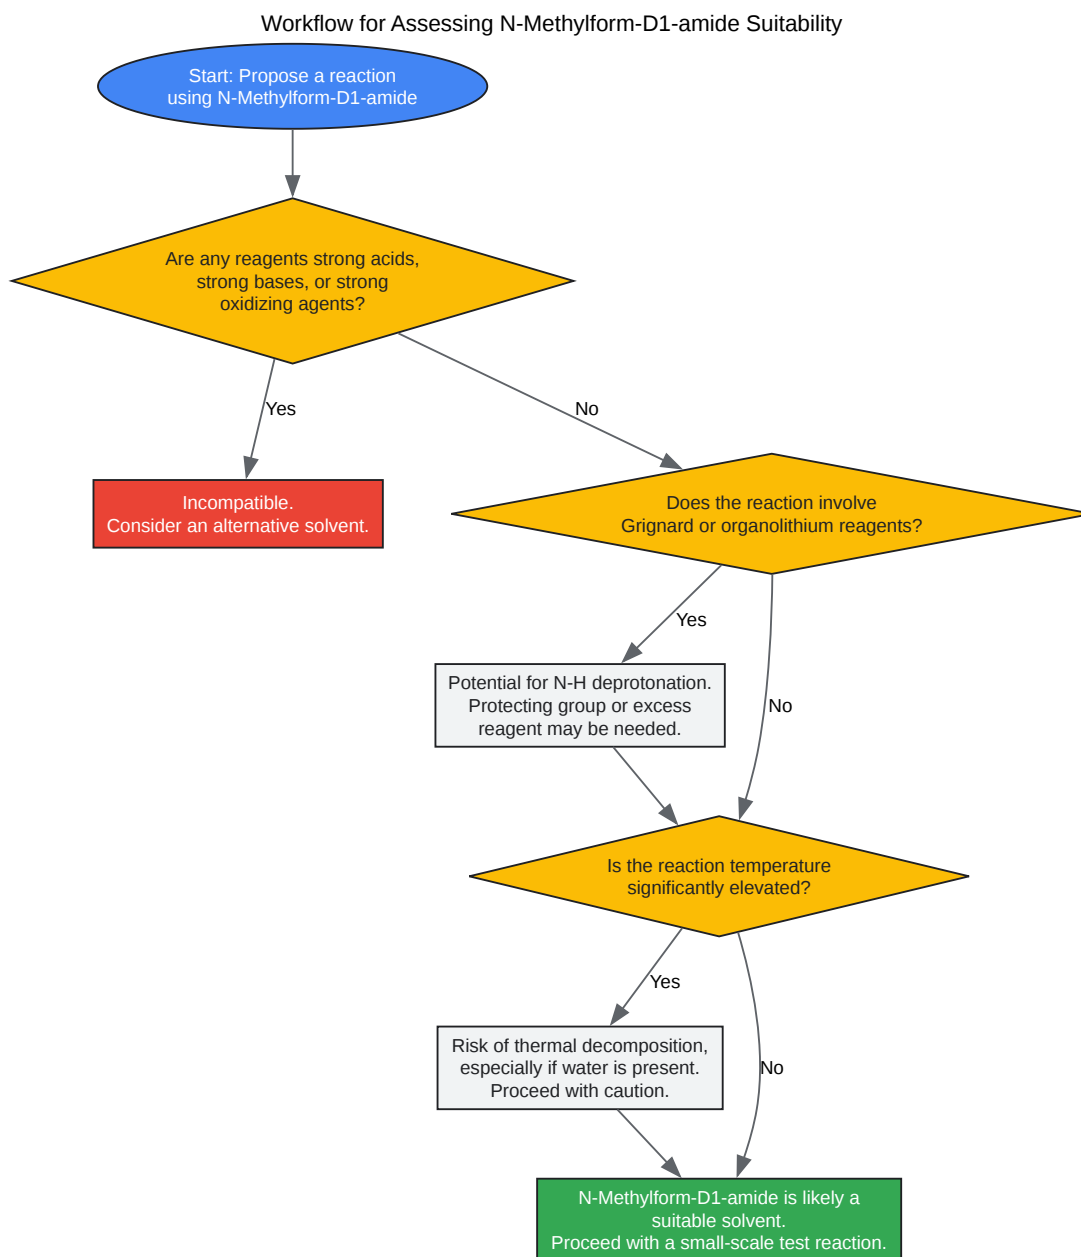 Workflow for Assessing N-Methylform-D1-amide Suitability
Start: Propose a reaction
using N-Methylform-D1-amide
Are any reagents strong acids,
strong bases, or strong
oxidizing agents?
Yes
No
Incompatible.
Consider an alternative solvent.
Does the reaction involve
Grignard or organolithium reagents?
Yes
Potential for N-H deprotonation.
Protecting group or excess
reagent may be needed.
No
Is the reaction temperature
significantly elevated?
Yes
Risk of thermal decomposition,
especially if water is present.
Proceed with caution.
No
N-Methylform-D1-amide is likely a
suitable solvent.
Proceed with a small-scale test reaction.